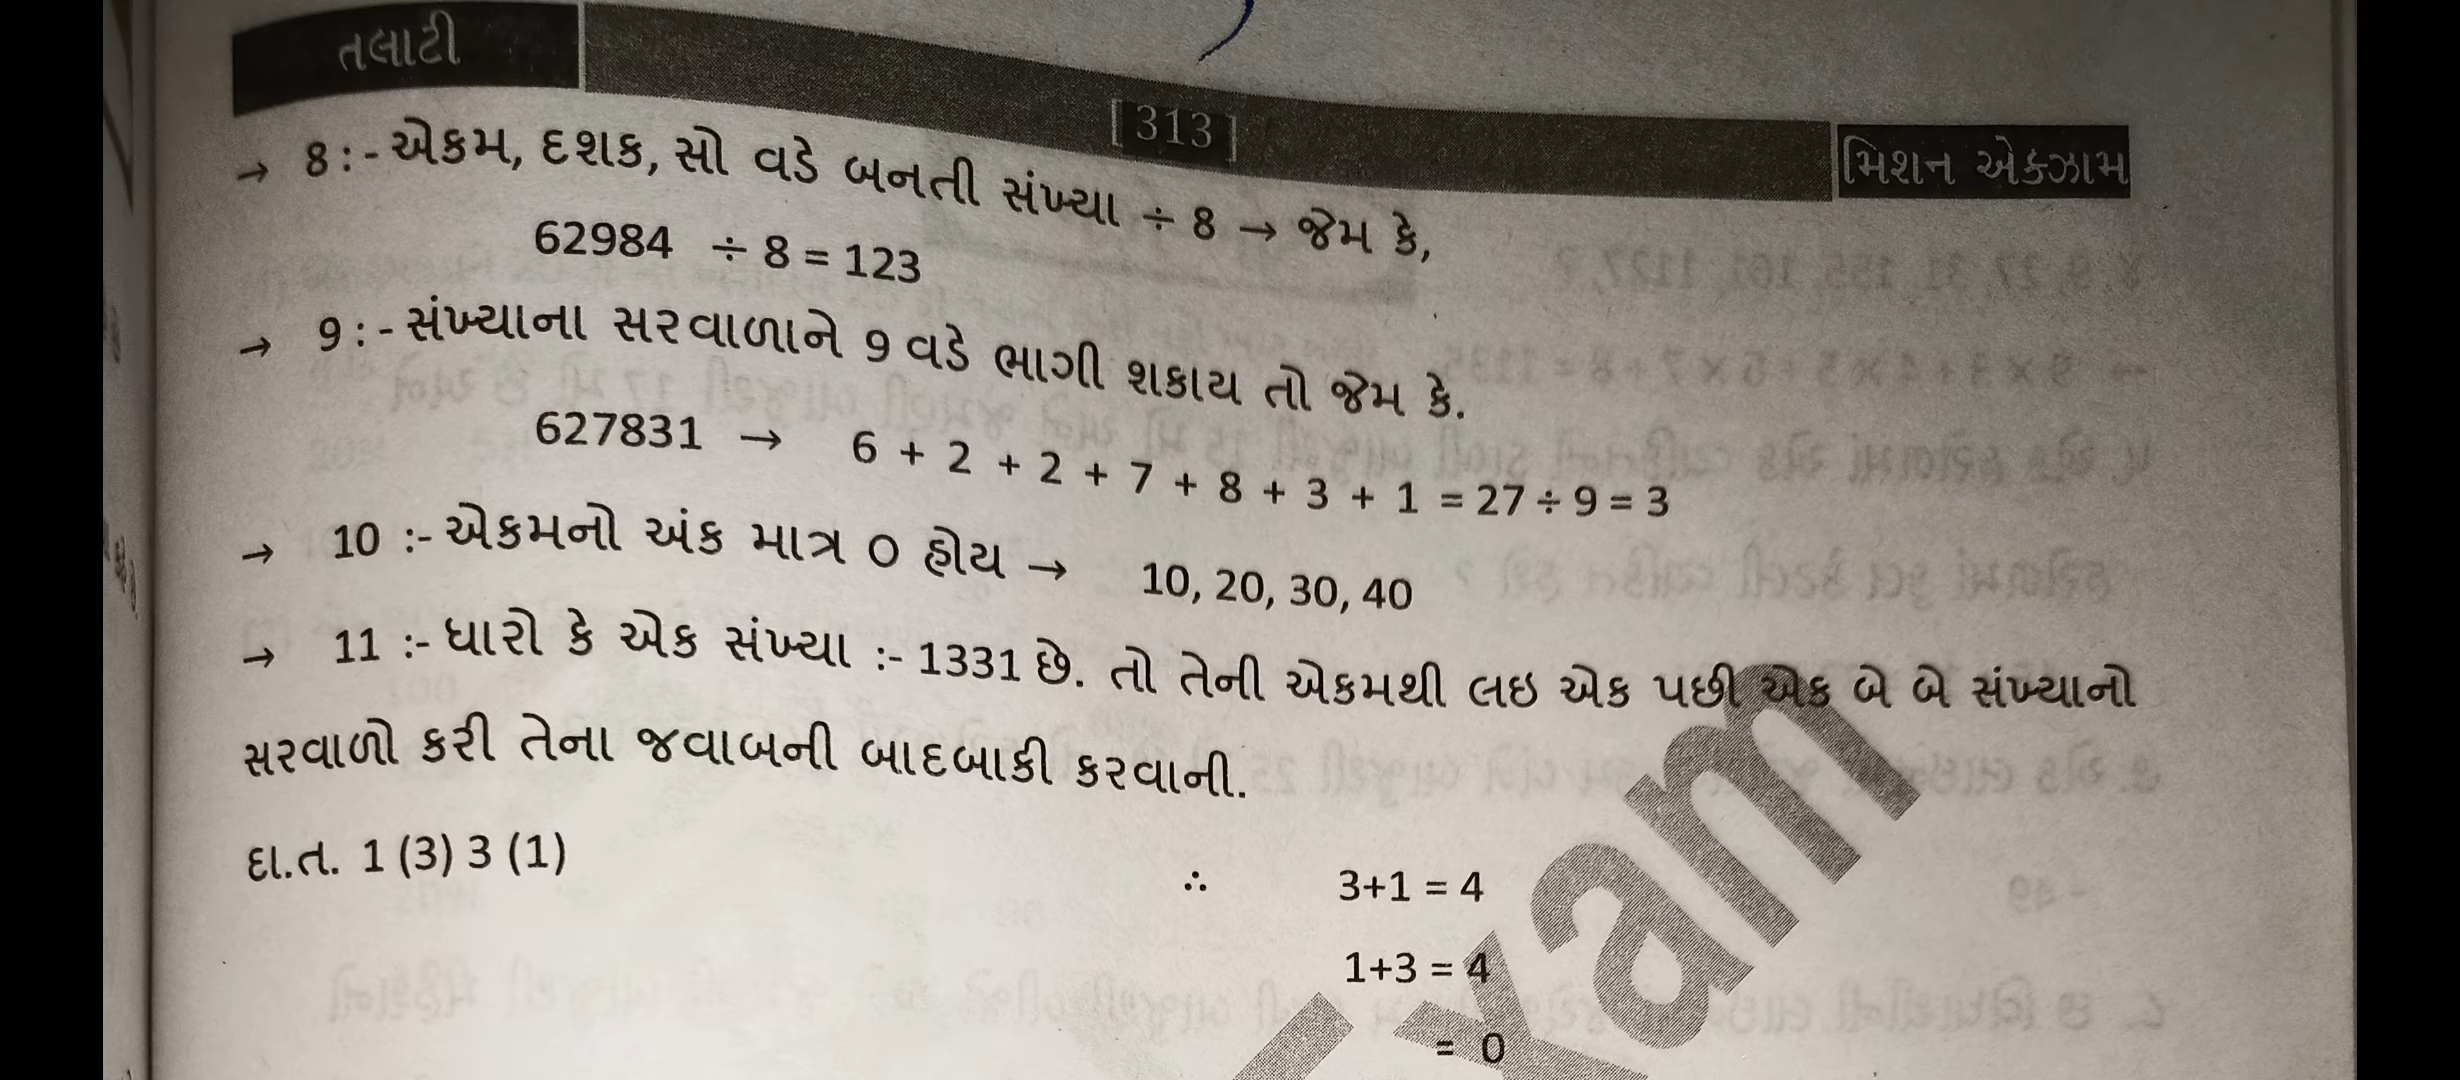 તલાટી
[313]
મિશન એક્ઝામ
→ 8 : - એકમ, દશક, સો વડે બનતી સંખ્યા ÷ 8 → જેમ કે,
62984 ÷ 8 = 123
→ 9 : - સંખ્યાના સરવાળાને 9 વડે ભાગી શકાય તો જેમ કે.
627831 → 6 + 2 + 2 + 7 + 8 + 3 + 1 = 27 ÷ 9 = 3
→ 10 :- એકમનો અંક માત્ર 0 હોય → 10, 20, 30, 40
→ 11 :- ધારો કે એક સંખ્યા :- 1331 છે. તો તેની એકમથી લઇ એક પછી એક બે બે સંખ્યાનો
સરવાળો કરી તેના જવાબની બાદબાકી કરવાની.
દા.ત. 1 (3) 3 (1) ∴ 3+1 = 4
1+3 = 4
= 0
Exam